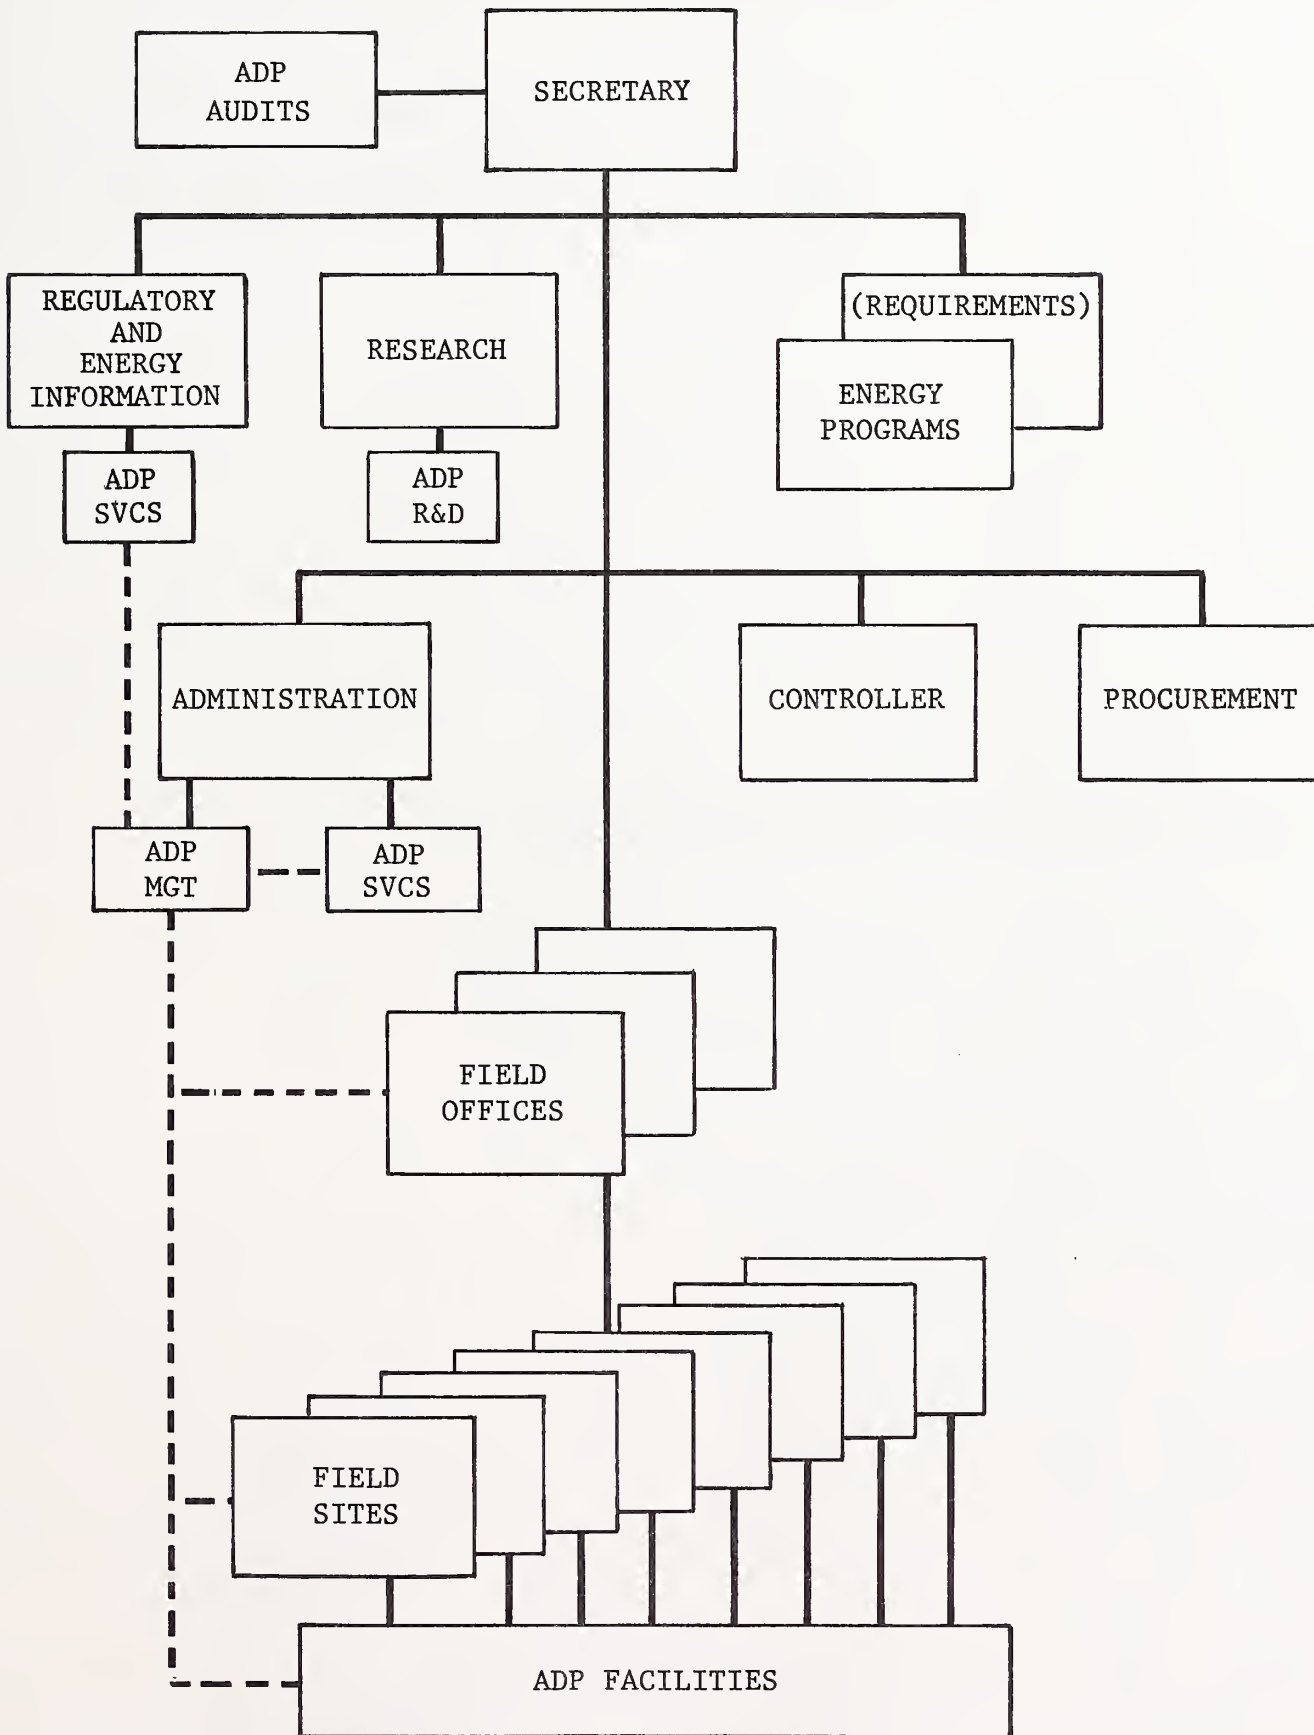 ADP
AUDITS
SECRETARY
REGULATORY
AND
ENERGY
INFORMATION
RESEARCH
(REQUIREMENTS)
ENERGY
PROGRAMS
ADP
SVCS
ADP
R&D
ADMINISTRATION
CONTROLLER
PROCUREMENT
ADP
MGT
ADP
SVCS
FIELD
OFFICES
FIELD
SITES
ADP FACILITIES